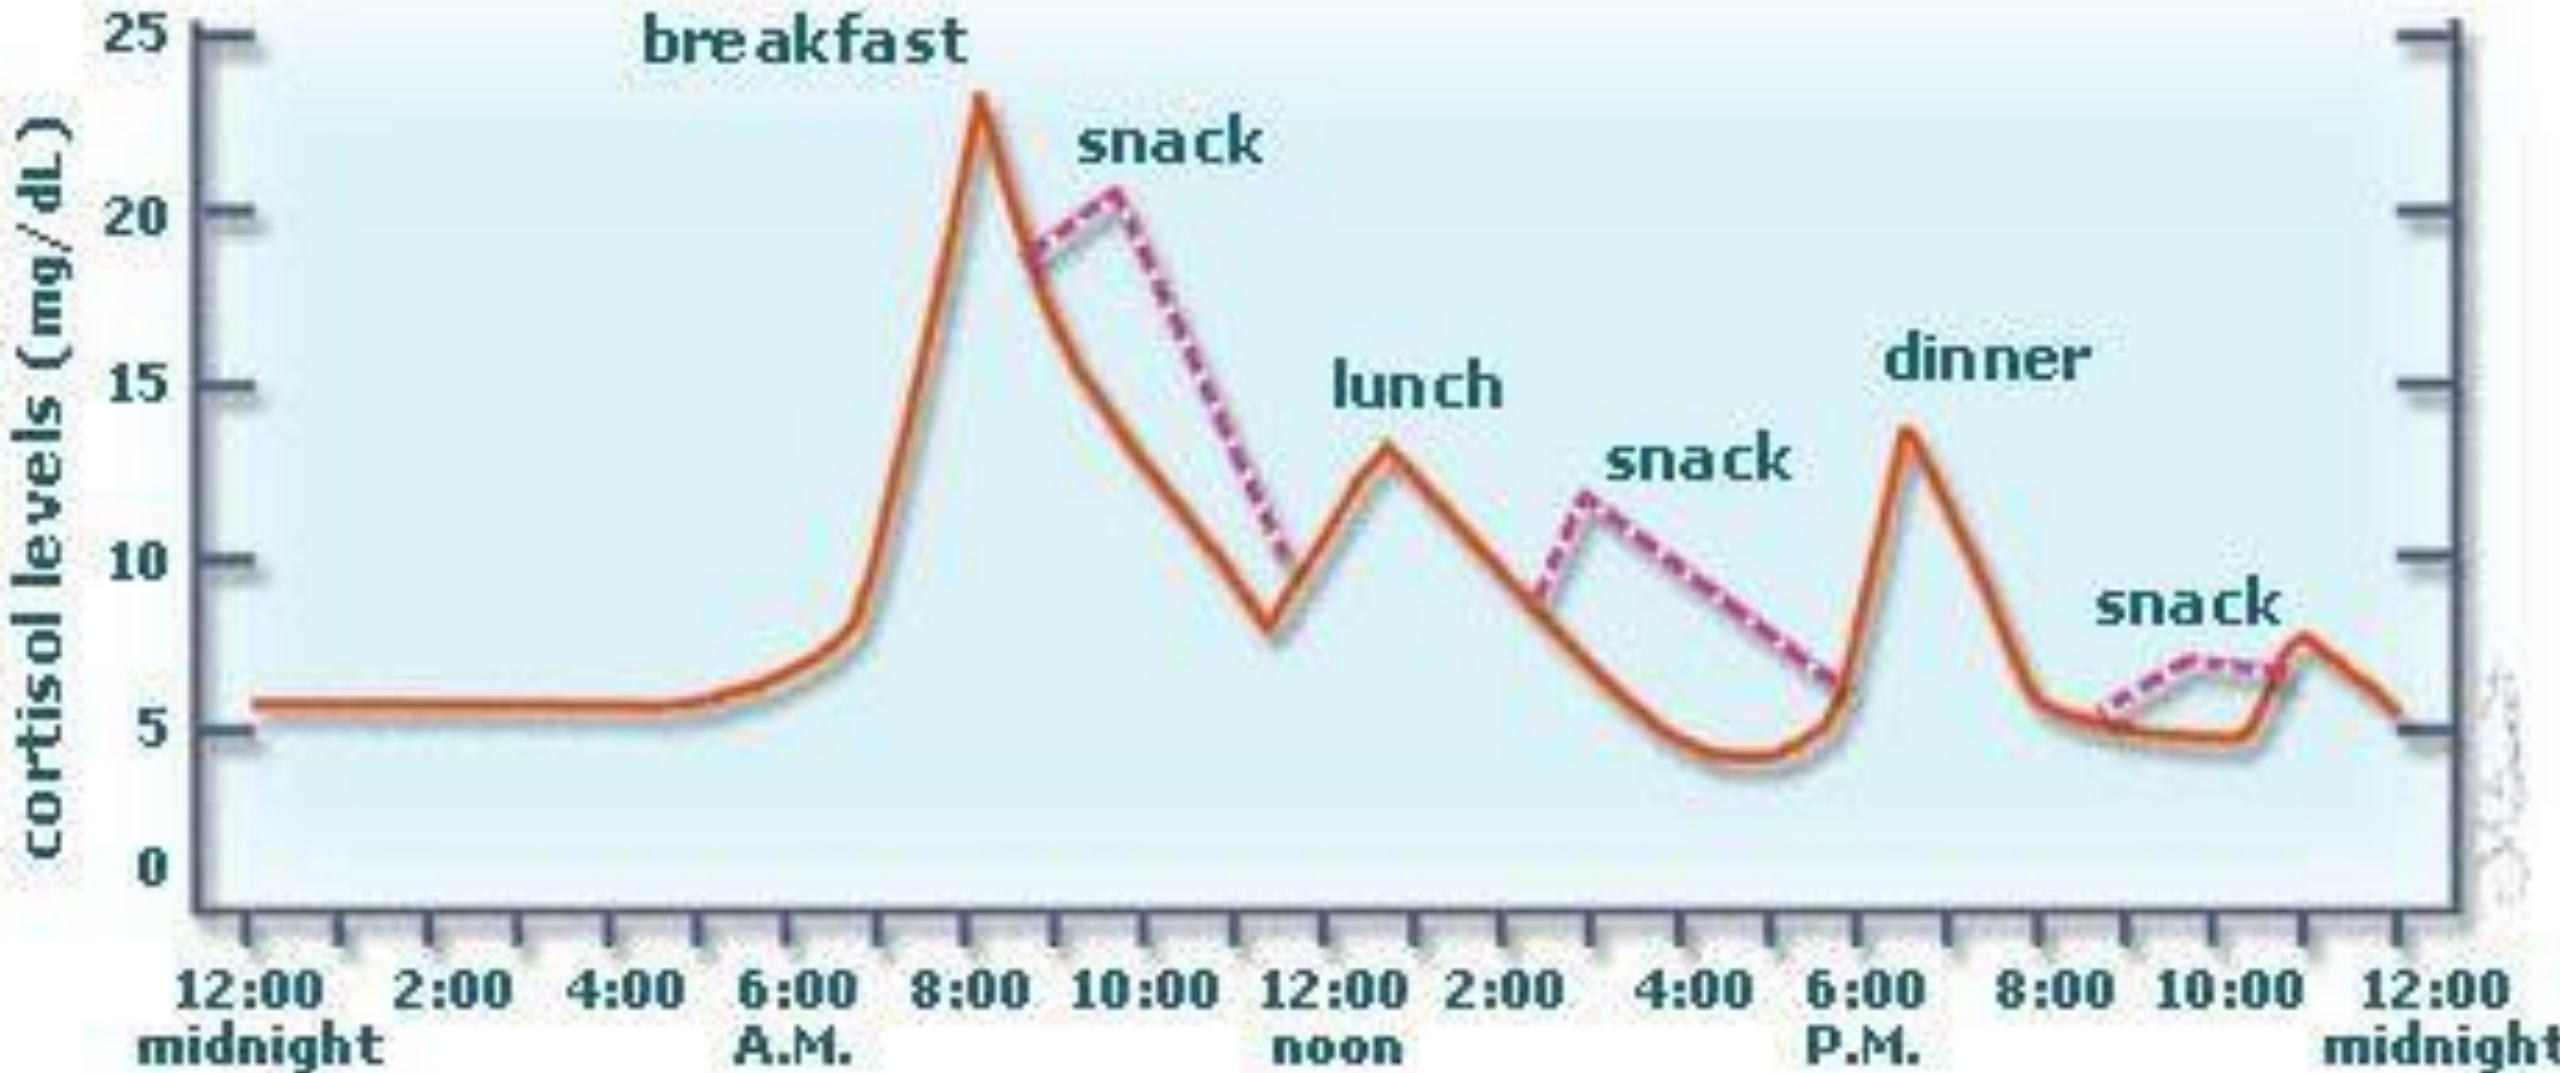 cortisol levels (mg/dL)
25
20
15
10
5
0
breakfast
snack
lunch
snack
dinner
snack
12:00 2:00 4:00 6:00 8:00 10:00 12:00 2:00 4:00 6:00 8:00 10:00 12:00
midnight A.M. noon P.M. midnight